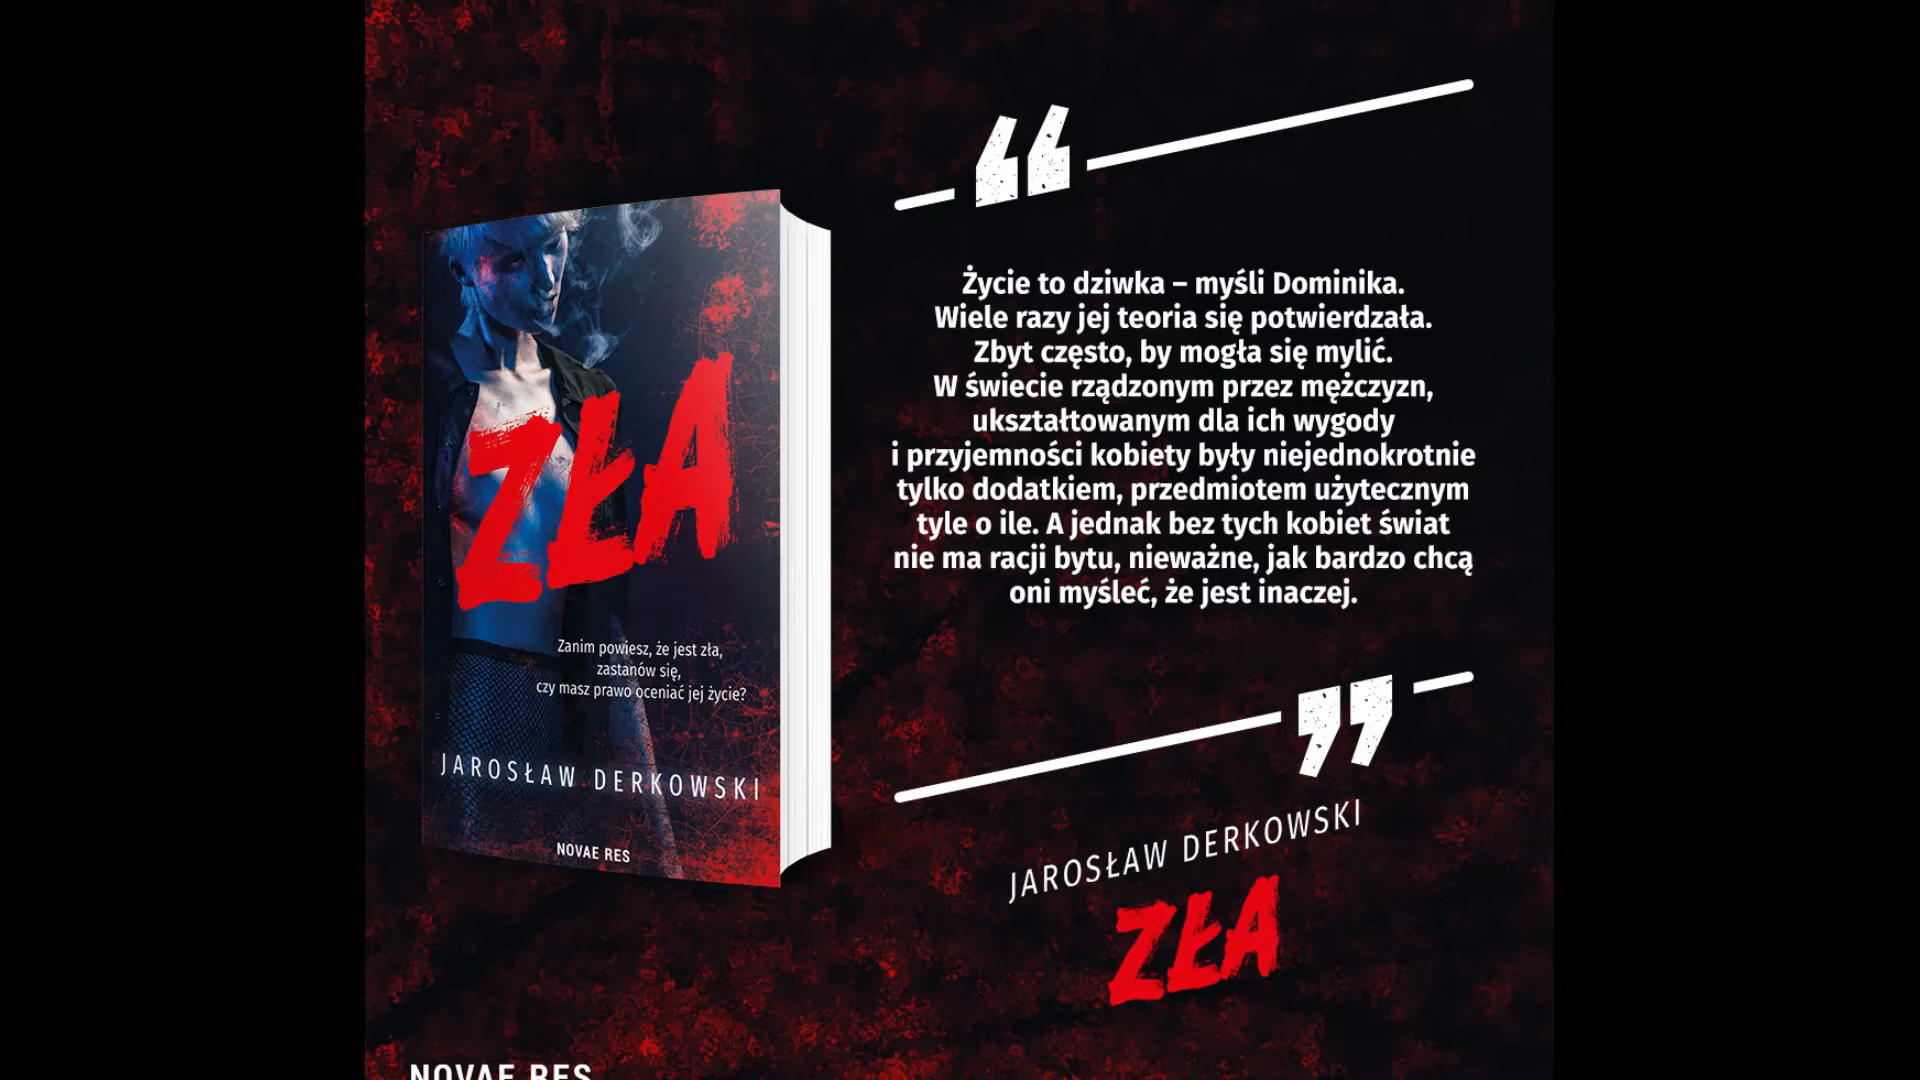 ZŁA
Zanim powiesz, że jest zła,
zastanów się,
czy masz prawo oceniać jej życie?
JAROSŁAW DERKOWSKI
NOVAE RES
“
Życie to dziwka – myśli Dominika.
Wiele razy jej teoria się potwierdzała.
Zbyt często, by mogła się mylić.
W świecie rządzonym przez mężczyzn,
ukształtowanym dla ich wygody
i przyjemności kobiety były niejednokrotnie
tylko dodatkiem, przedmiotem użytecznym
tyle o ile. A jednak bez tych kobiet świat
nie ma racji bytu, nieważne, jak bardzo chcą
oni myśleć, że jest inaczej.
”
JAROSŁAW DERKOWSKI
ZŁA
NOVAE RES